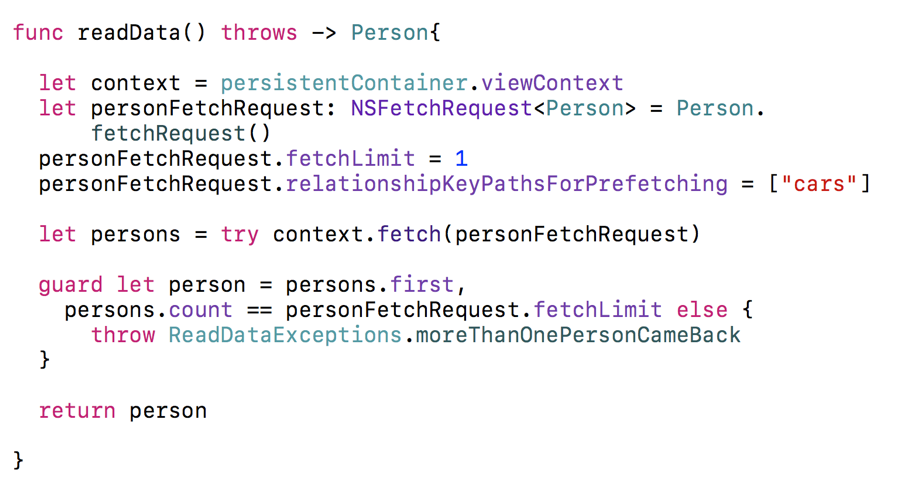 func readData() throws -> Person{
let context = persistentContainer.viewContext
let personFetchRequest: NSFetchRequest<Person> = Person.
fetchRequest()
personFetchRequest.fetchLimit = 1
personFetchRequest.relationshipKeyPathsForPrefetching = ["cars"]
let persons = try context.fetch(personFetchRequest)
guard let person = persons.first,
persons.count == personFetchRequest.fetchLimit else {
throw ReadDataExceptions.moreThanOnePersonCameBack
}
return person
}